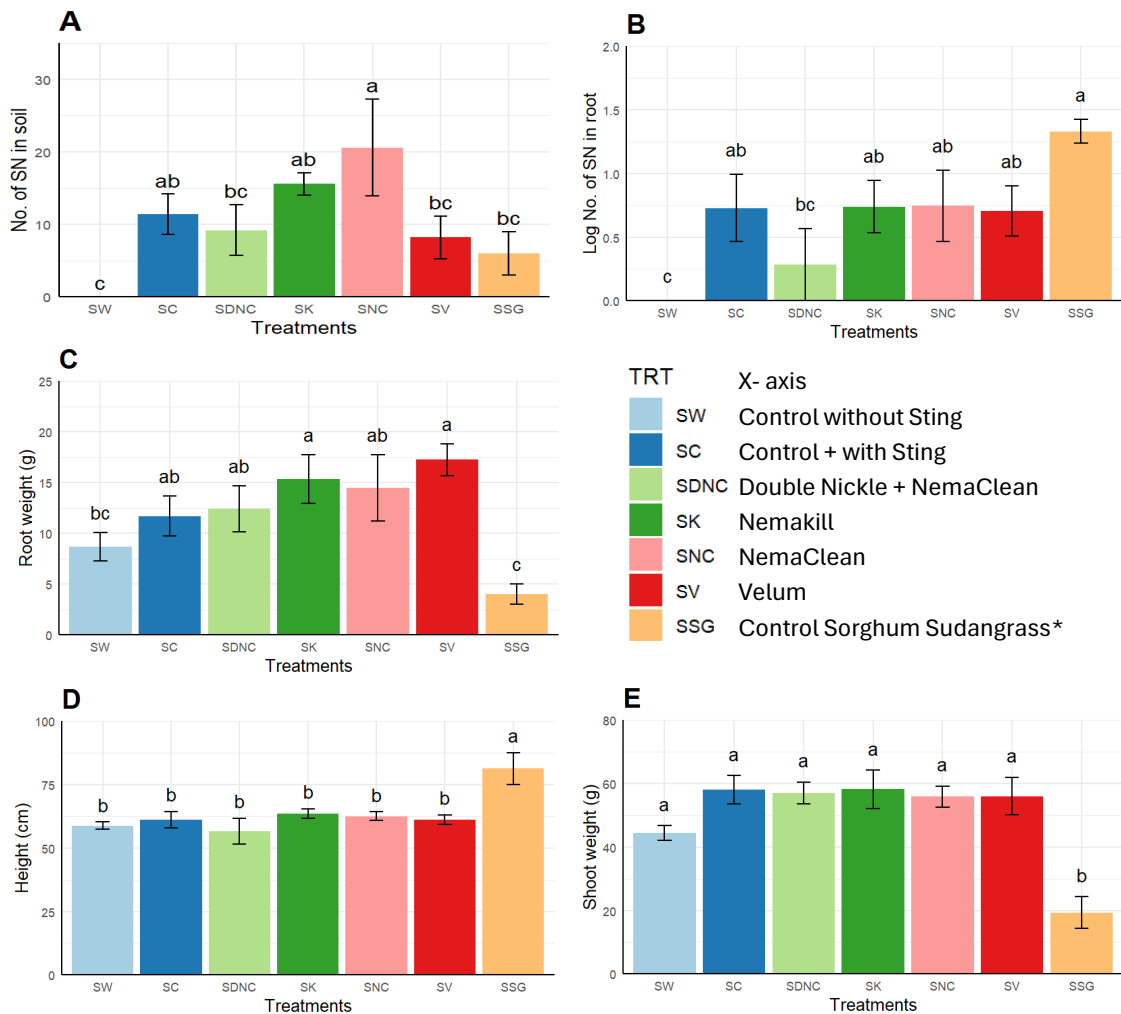 A
No. of SN in soil
30
20
10
0
c
ab
bc
ab
a
bc
bc
SW SC SDNC SK SNC SV SSG
Treatments
B
Log No. of SN in root
2.0
1.5
1.0
0.5
0.0
c
ab
bc
ab
ab
ab
a
SW SC SDNC SK SNC SV SSG
Treatments
C
Root weight (g)
25
20
15
10
5
0
bc
ab
ab
a
ab
a
c
SW SC SDNC SK SNC SV SSG
Treatments
TRT X- axis
SW Control without Sting
SC Control + with Sting
SDNC Double Nickle + NemaClean
SK Nemakill
SNC NemaClean
SV Velum
SSG Control Sorghum Sudangrass*
D
Height (cm)
100
75
50
25
0
b
b
b
b
b
b
a
SW SC SDNC SK SNC SV SSG
Treatments
E
Shoot weight (g)
80
60
40
20
0
a
a
a
a
a
a
b
SW SC SDNC SK SNC SV SSG
Treatments